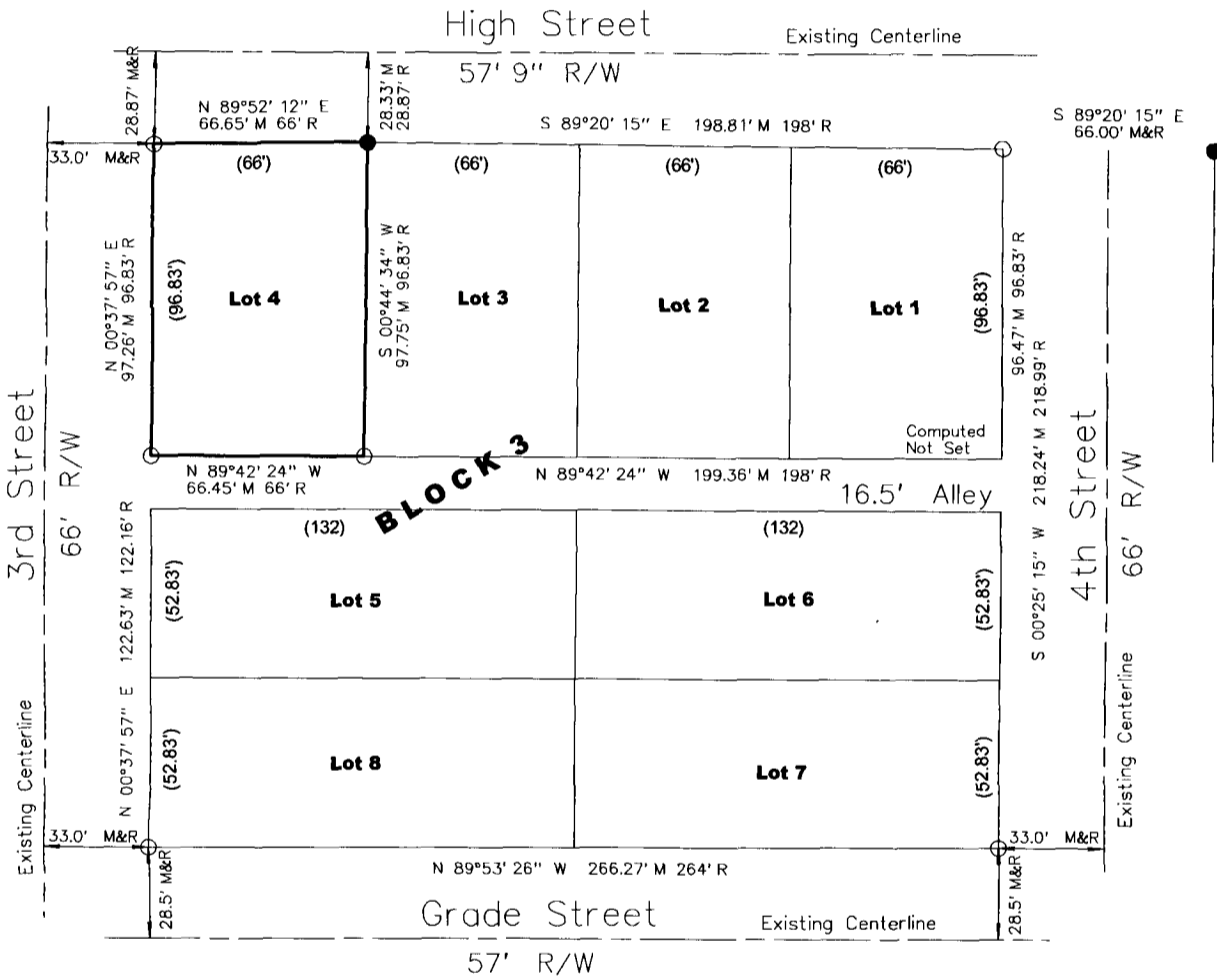 High Street
Existing Centerline
57' 9" R/W
28.87' M&R
28.33' M
28.87' R
N 89°52' 12" E
66.65' M 66' R
S 89°20' 15" E 198.81' M 198' R
S 89°20' 15" E
66.00' M&R
33.0' M&R
(66')
(66')
(66')
(66')
N 00°37' 57" E
97.26' M 96.83' R
(96.83')
Lot 4
S 00°44' 34" W
97.75' M 96.83' R
Lot 3
Lot 2
Lot 1
(96.83')
96.47' M 96.83' R
S 00°25' 15" W 218.24' M 218.99' R
Computed
Not Set
N 89°42' 24" W
66.45' M 66' R
BLOCK 3
N 89°42' 24" W 199.36' M 198' R
16.5' Alley
3rd Street
66' R/W
Existing Centerline
4th Street
66' R/W
Existing Centerline
N 00°37' 57" E 122.63' M 122.16' R
(132)
(132)
(52.83')
Lot 5
Lot 6
(52.83')
(52.83')
Lot 8
Lot 7
(52.83')
33.0' M&R
33.0' M&R
28.5' M&R
N 89°53' 26" W 266.27' M 264' R
28.5' M&R
Grade Street
Existing Centerline
57' R/W